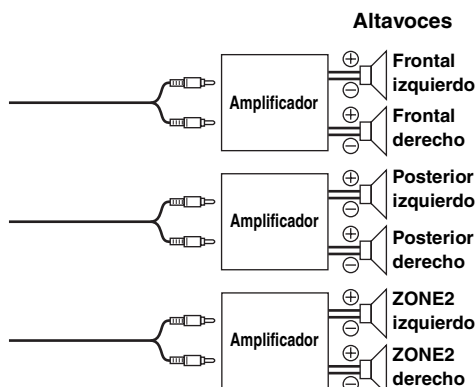 Altavoces
Amplificador
⊕
Frontal
izquierdo
⊖
⊕
Frontal
derecho
⊖
Amplificador
⊕
Posterior
izquierdo
⊖
⊕
Posterior
derecho
⊖
Amplificador
⊕
ZONE2
izquierdo
⊖
⊕
ZONE2
derecho
⊖